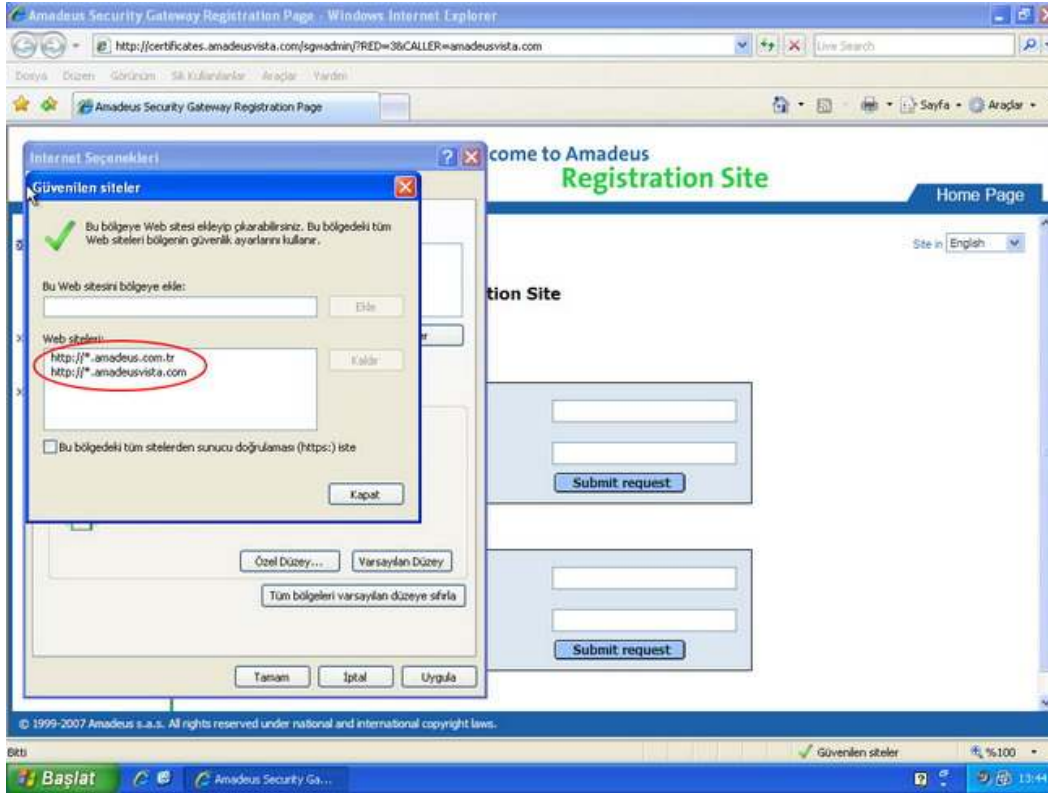 Amadeus Security Gateway Registration Page - Windows Internet Explorer
http://certificates.amadeusvista.com/sgwadmin/?RED=3&CALLER=amadeusvista.com
Live Search
Dosya Düzen Görünüm Sık Kullanılanlar Araçlar Yardım
Amadeus Security Gateway Registration Page
Sayfa
Araçlar
come to Amadeus
Registration Site
Home Page
Site in English
tion Site
Internet Seçenekleri
Güvenilen siteler
Bu bölgeye Web sitesi ekleyip çıkarabilirsiniz. Bu bölgedeki tüm
Web siteleri bölgenin güvenlik ayarlarını kullanır.
Bu Web sitesini bölgeye ekle:
Ekle
Web siteleri:
Kaldır
http://*.amadeus.com.tr
http://*.amadeusvista.com
Bu bölgedeki tüm sitelerden sunucu doğrulaması (https:) iste
Kapat
Özel Düzey...
Varsayılan Düzey
Tüm bölgeleri varsayılan düzeye sıfırla
Tamam
İptal
Uygula
Submit request
Submit request
© 1999-2007 Amadeus s.a.s. All rights reserved under national and international copyright laws.
Bitti
Güvenilen siteler
%100
Başlat
Amadeus Security Ga...
13:44